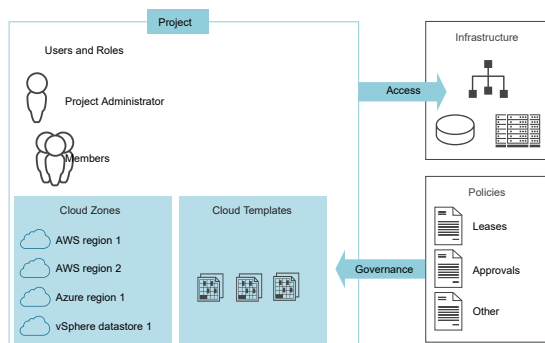 Project
Users and Roles
Project Administrator
Members
Cloud Zones
AWS region 1
AWS region 2
Azure region 1
vSphere datastore 1
Cloud Templates
Access
Governance
Infrastructure
Policies
Leases
Approvals
Other